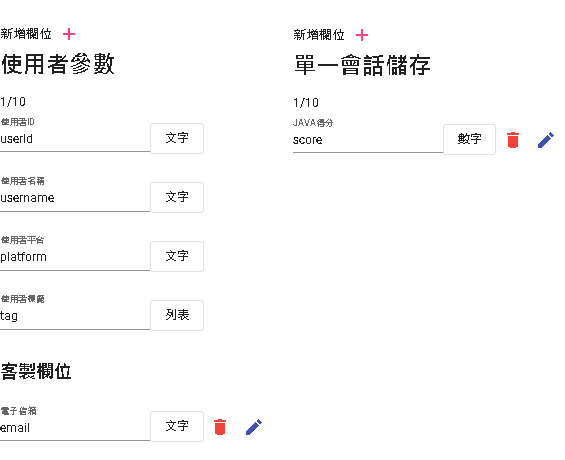 新增欄位 +
使用者參數
1/10
使用者ID
userId
文字
使用者名稱
username
文字
使用者平台
platform
文字
使用者標籤
tag
列表
客製欄位
電子信箱
email
文字
新增欄位 +
單一會話儲存
1/10
JAVA得分
score
數字